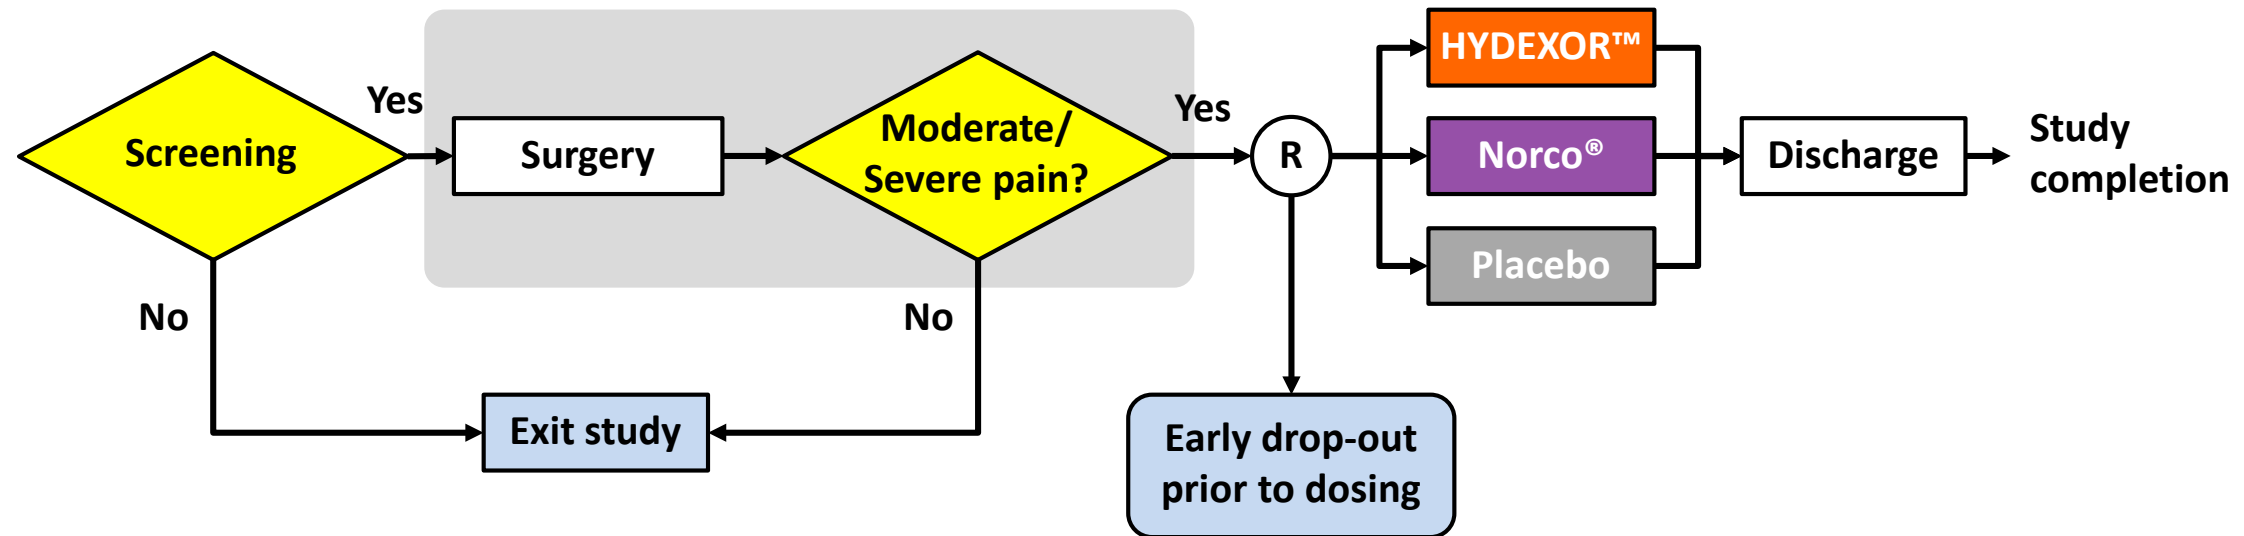 Screening
Yes
No
Surgery
Moderate/
Severe pain?
Yes
No
Exit study
R
Early drop-out
prior to dosing
HYDEXOR™
Norco®
Placebo
Discharge
Study
completion